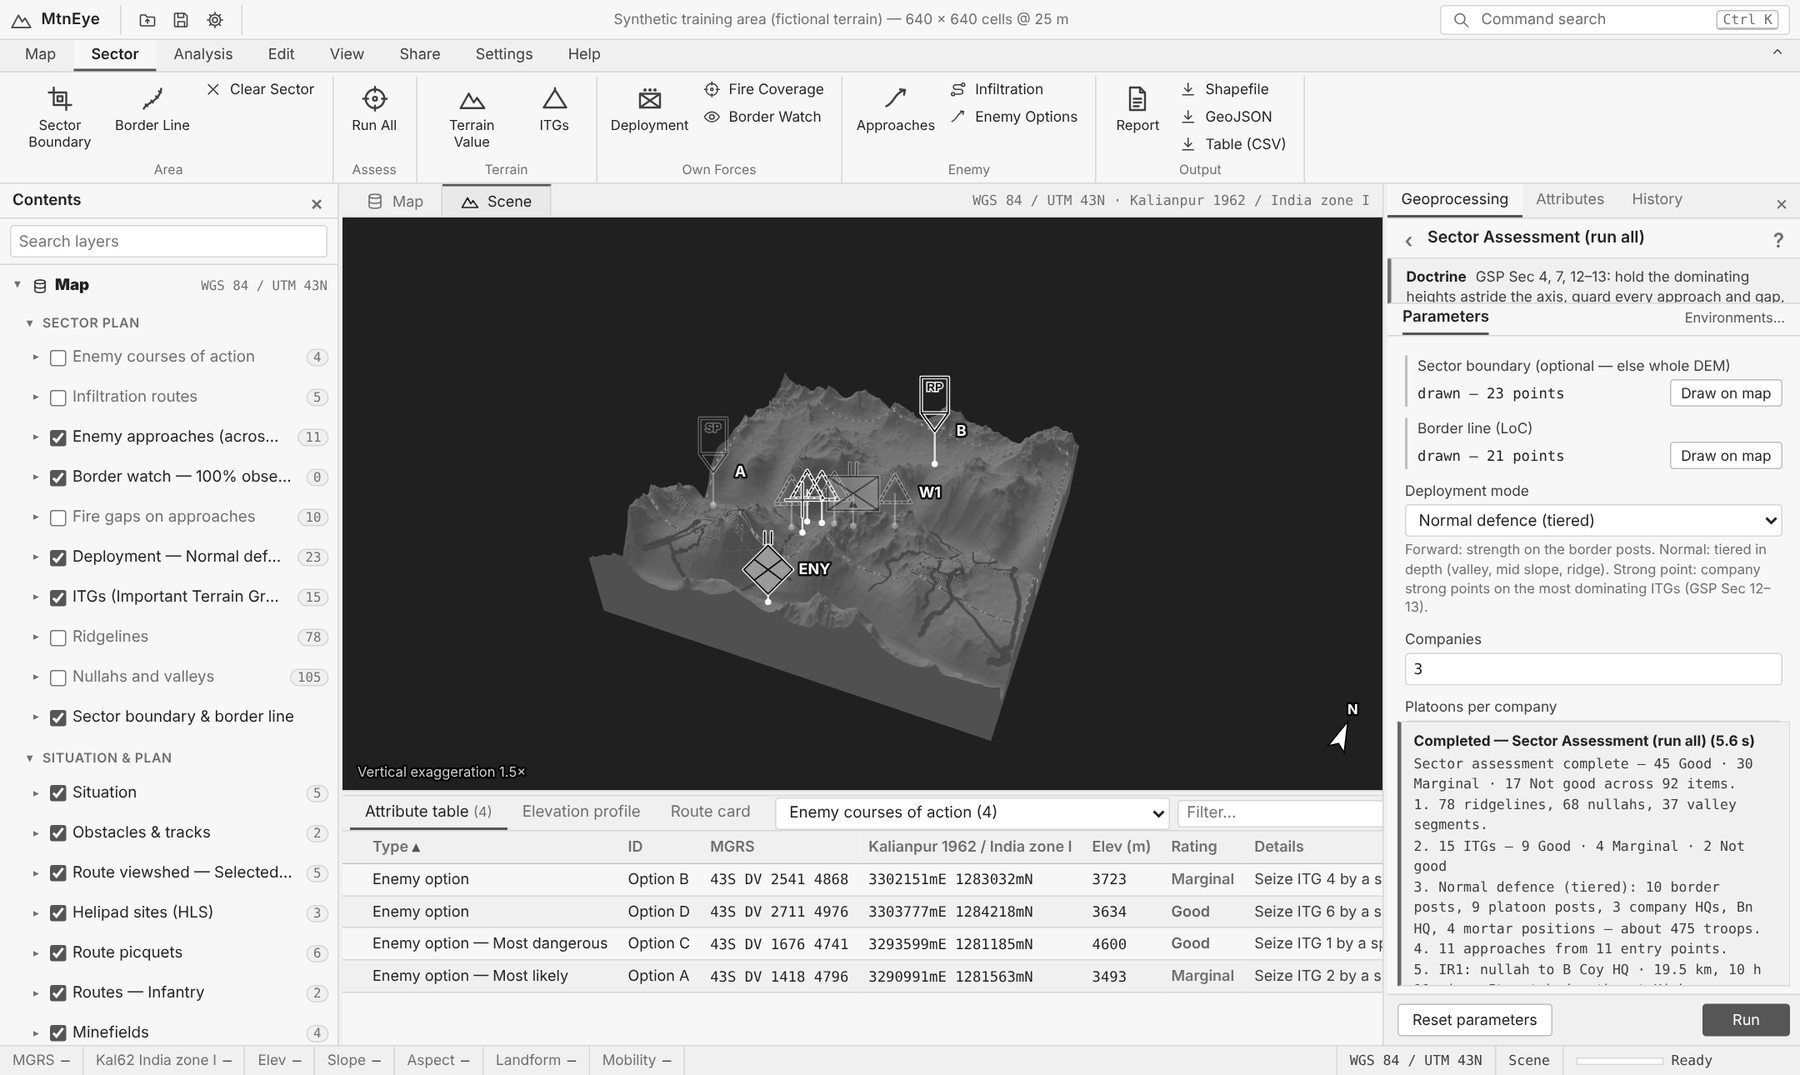 MtnEye
Synthetic training area (fictional terrain) — 640 × 640 cells @ 25 m
Command search
Ctrl K
Map
Sector
Analysis
Edit
View
Share
Settings
Help
Sector Boundary
Border Line
Clear Sector
Area
Run All
Assess
Terrain Value
ITGs
Terrain
Deployment
Fire Coverage
Border Watch
Own Forces
Approaches
Infiltration
Enemy Options
Enemy
Report
Shapefile
GeoJSON
Table (CSV)
Output
Contents
Search layers
Map
WGS 84 / UTM 43N
SECTOR PLAN
Enemy courses of action 4
Infiltration routes 5
Enemy approaches (acros... 11
Border watch — 100% obse... 0
Fire gaps on approaches 10
Deployment — Normal def... 23
ITGs (Important Terrain Gr... 15
Ridgelines 78
Nullahs and valleys 105
Sector boundary & border line
SITUATION & PLAN
Situation 5
Obstacles & tracks 2
Route viewshed — Selected... 5
Helipad sites (HLS) 3
Route picquets 6
Routes — Infantry 2
Minefields 4
Map
Scene
WGS 84 / UTM 43N · Kalianpur 1962 / India zone I
RP
SP
B
A
W1
ENY
N
Vertical exaggeration 1.5×
Attribute table (4)
Elevation profile
Route card
Enemy courses of action (4)
Filter...
Type ▲ ID MGRS Kalianpur 1962 / India zone I Elev (m) Rating Details
Enemy option Option B 43S DV 2541 4868 3302151mE 1283032mN 3723 Marginal Seize ITG 4 by a s
Enemy option Option D 43S DV 2711 4976 3303777mE 1284218mN 3634 Good Seize ITG 6 by a s
Enemy option — Most dangerous Option C 43S DV 1676 4741 3293599mE 1281185mN 4600 Good Seize ITG 1 by a sp
Enemy option — Most likely Option A 43S DV 1418 4796 3290991mE 1281563mN 3493 Marginal Seize ITG 2 by a s
Geoprocessing
Attributes
History
Sector Assessment (run all)
?
Doctrine GSP Sec 4, 7, 12–13: hold the dominating
heights astride the axis, guard every approach and gap,
Parameters
Environments...
Sector boundary (optional — else whole DEM)
drawn — 23 points
Draw on map
Border line (LoC)
drawn — 21 points
Draw on map
Deployment mode
Normal defence (tiered)
Forward: strength on the border posts. Normal: tiered in
depth (valley, mid slope, ridge). Strong point: company
strong points on the most dominating ITGs (GSP Sec 12–
13).
Companies
3
Platoons per company
Completed — Sector Assessment (run all) (5.6 s)
Sector assessment complete — 45 Good · 30
Marginal · 17 Not good across 92 items.
1. 78 ridgelines, 68 nullahs, 37 valley
segments.
2. 15 ITGs — 9 Good · 4 Marginal · 2 Not
good
3. Normal defence (tiered): 10 border
posts, 9 platoon posts, 3 company HQs, Bn
HQ, 4 mortar positions — about 475 troops.
4. 11 approaches from 11 entry points.
5. IR1: nullah to B Coy HQ · 19.5 km, 10 h
Reset parameters
Run
MGRS —
Kal62 India zone I —
Elev —
Slope —
Aspect —
Landform —
Mobility —
WGS 84 / UTM 43N
Scene
Ready